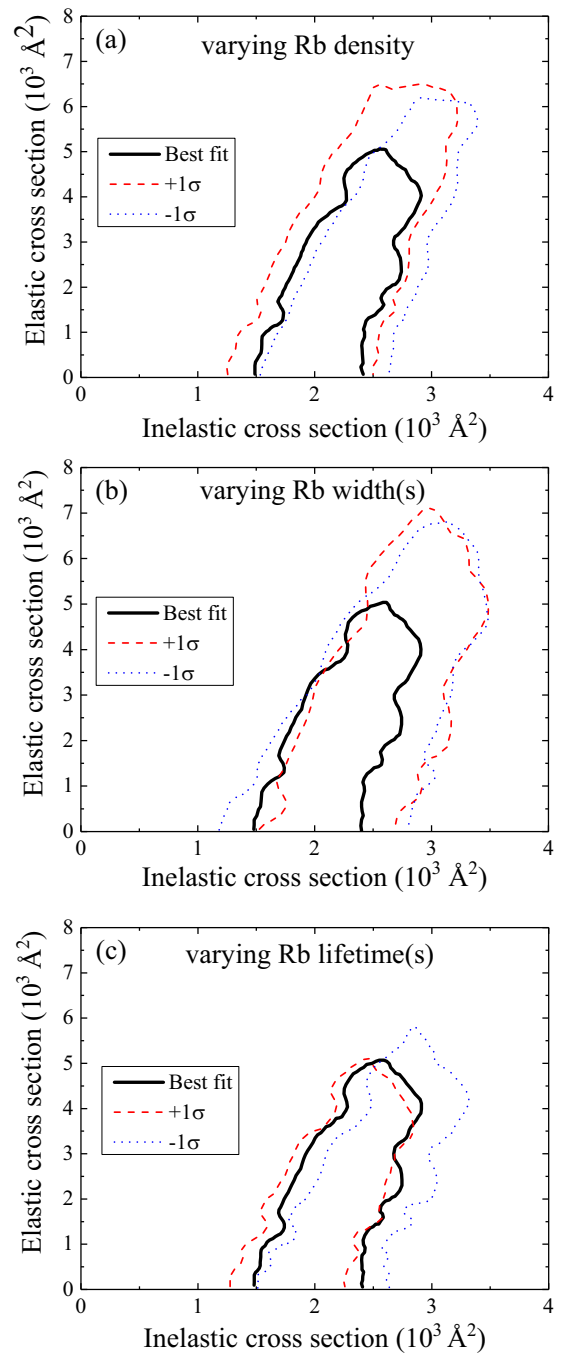 (a) varying Rb density
Elastic cross section (10³ Å²)
8
7
6
5
4
3
2
1
0
Best fit
+1σ
-1σ
0 1 2 3 4
Inelastic cross section (10³ Å²)
(b) varying Rb width(s)
Elastic cross section (10³ Å²)
8
7
6
5
4
3
2
1
0
Best fit
+1σ
-1σ
0 1 2 3 4
Inelastic cross section (10³ Å²)
(c) varying Rb lifetime(s)
Elastic cross section (10³ Å²)
8
7
6
5
4
3
2
1
0
Best fit
+1σ
-1σ
0 1 2 3 4
Inelastic cross section (10³ Å²)